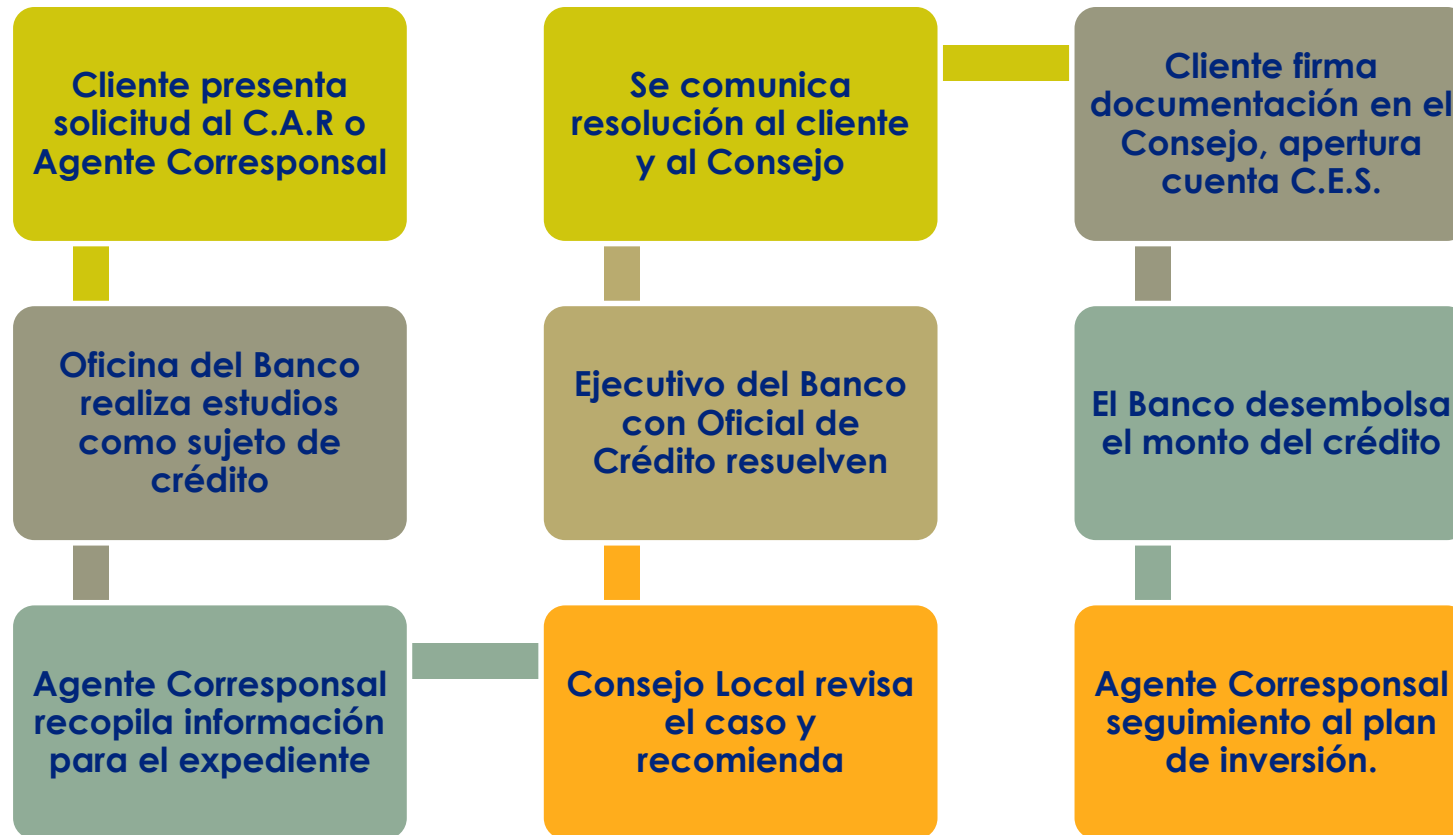 Cliente presenta
solicitud al C.A.R o
Agente Corresponsal
Oficina del Banco
realiza estudios
como sujeto de
crédito
Agente Corresponsal
recopila información
para el expediente
Consejo Local revisa
el caso y
recomienda
Ejecutivo del Banco
con Oficial de
Crédito resuelven
Se comunica
resolución al cliente
y al Consejo
Cliente firma
documentación en el
Consejo, apertura
cuenta C.E.S.
El Banco desembolsa
el monto del crédito
Agente Corresponsal
seguimiento al plan
de inversión.